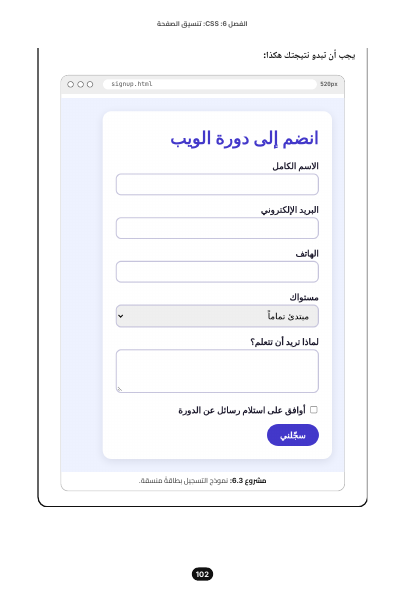 الفصل 6: CSS: تنسيق الصفحة
يجب أن تبدو نتيجتك هكذا:
signup.html
520px
انضم إلى دورة الويب
الاسم الكامل
البريد الإلكتروني
الهاتف
مستواك
مبتدئ تماماً
لماذا تريد أن تتعلم؟
أوافق على استلام رسائل عن الدورة
سجّلني
مشروع 6.3: نموذج التسجيل بطاقةً منسقة.
102